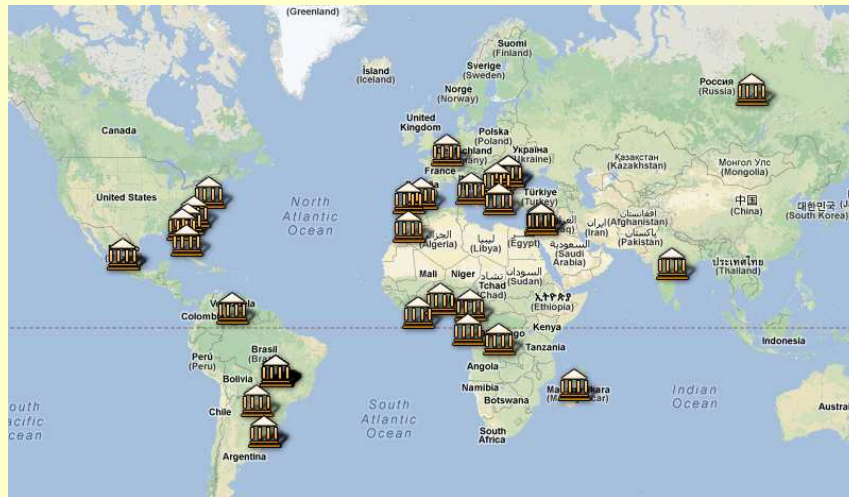 (Greenland)
Suomi
(Finland)
Ísland
(Iceland)
Sverige
(Sweden)
Россия
(Russia)
Norge
(Norway)
Canada
United
Kingdom
Polska
(Poland)
Україна
(Ukraine)
Қазақстан
(Kazakhstan)
Монгол Улс
(Mongolia)
France
United States
North
Atlantic
Ocean
Türkiye
(Turkey)
中国
(China)
대한민국
(South Korea)
افغانستان
(Afghanistan)
ایران
(Iran)
پاکستان
(Pakistan)
الجزائر
(Algeria)
ليبيا
(Libya)
(Egypt)
السعودية
(Saudi
Arabia)
Mali
Niger
السودان
(Sudan)
تشاد
Tchad
(Chad)
ประเทศไทย
(Thailand)
ኢትዮጵያ
(Ethiopia)
Kenya
Tanzania
Indonesia
Perú
(Peru)
Brasil
Bolivia
Angola
Namibia
Botswana
Chile
South
Atlantic
Ocean
Indian
Ocean
South
Africa
Argentina